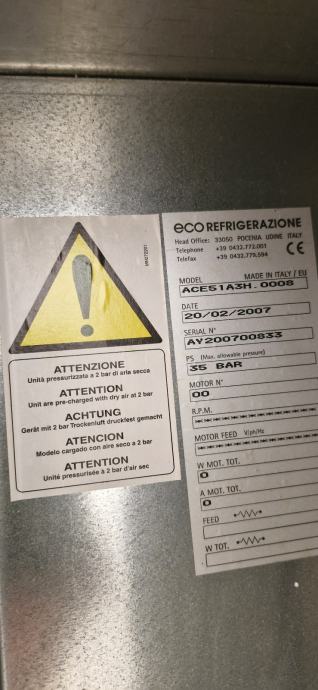 ATTENZIONE
Unità pressurizzata a 2 bar di aria secca
ATTENTION
Unit are pre-charged with dry air at 2 bar
ACHTUNG
Gerät mit 2 bar Trockenluft druckfest gemacht
ATENCION
Modelo cargado con aire seco a 2 bar
ATTENTION
Unité pressurisée à 2 bar d'air sec
eco REFRIGERAZIONE
Head Office: 33050 POCENIA UDINE ITALY
Telephone +39 0432.772.001
Telefax +39 0432.779.594
CE
MODEL MADE IN ITALY / EU
ACE51A3H.0008
DATE
20/02/2007
SERIAL N°
AY200700833
PS (Max. allowable pressure)
35 BAR
MOTOR N°
00
R.P.M.
MOTOR FEED V/ph/Hz
W MOT. TOT.
0
A MOT. TOT.
0
FEED
W TOT.